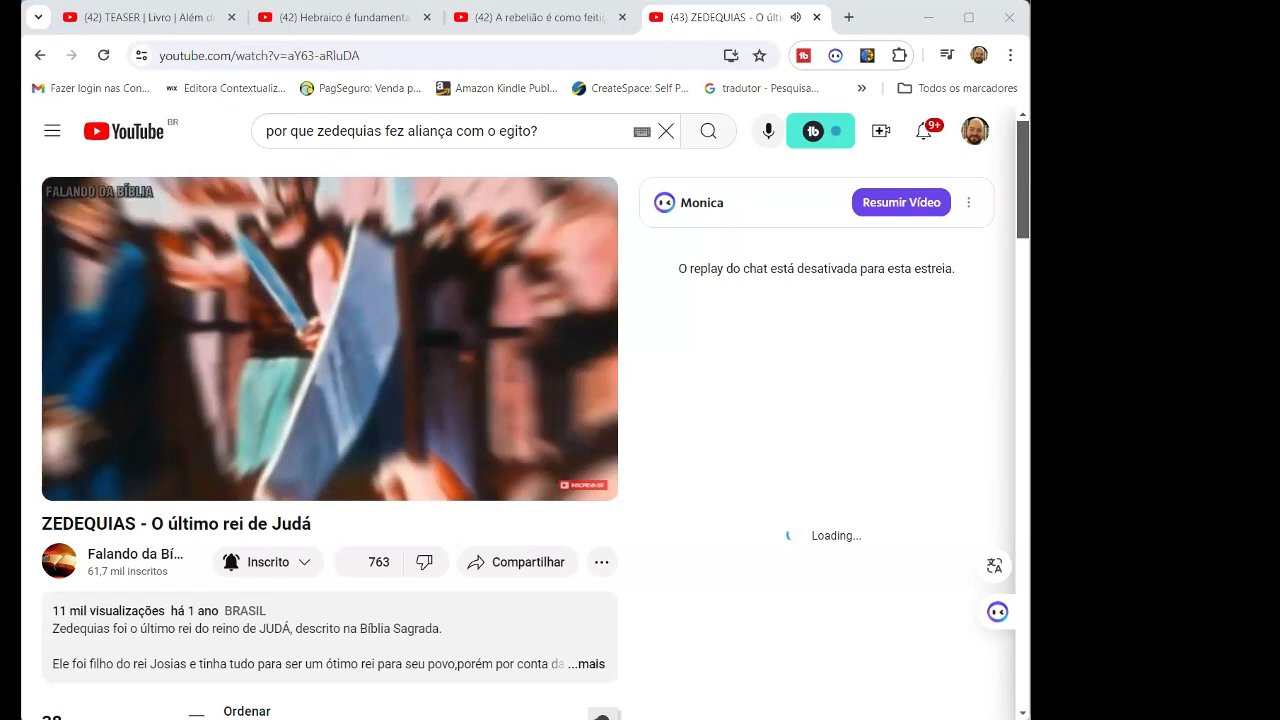 (42) TEASER | Livro | Além d
(42) Hebraico é fundamenta
(42) A rebelião é como feitiç
(43) ZEDEQUIAS - O últi
youtube.com/watch?v=aY63-aRluDA
Fazer login nas Con...
WIX Editora Contextualiz...
PagSeguro: Venda p...
Amazon Kindle Publ...
CreateSpace: Self P...
tradutor - Pesquisa...
»
Todos os marcadores
YouTube BR
por que zedequias fez aliança com o egito?
9+
FALANDO DA BÍBLIA
INSCREVA-SE
Monica
Resumir Vídeo
O replay do chat está desativada para esta estreia.
Loading...
ZEDEQUIAS - O último rei de Judá
Falando da Bí...
61,7 mil inscritos
Inscrito
763
Compartilhar
11 mil visualizações há 1 ano BRASIL
Zedequias foi o último rei do reino de JUDÁ na Bíblia Sagrada.
Ele foi filho do rei Josias e tinha tudo para ser um ótimo rei para seu povo,porém por conta da ...mais
Ordenar